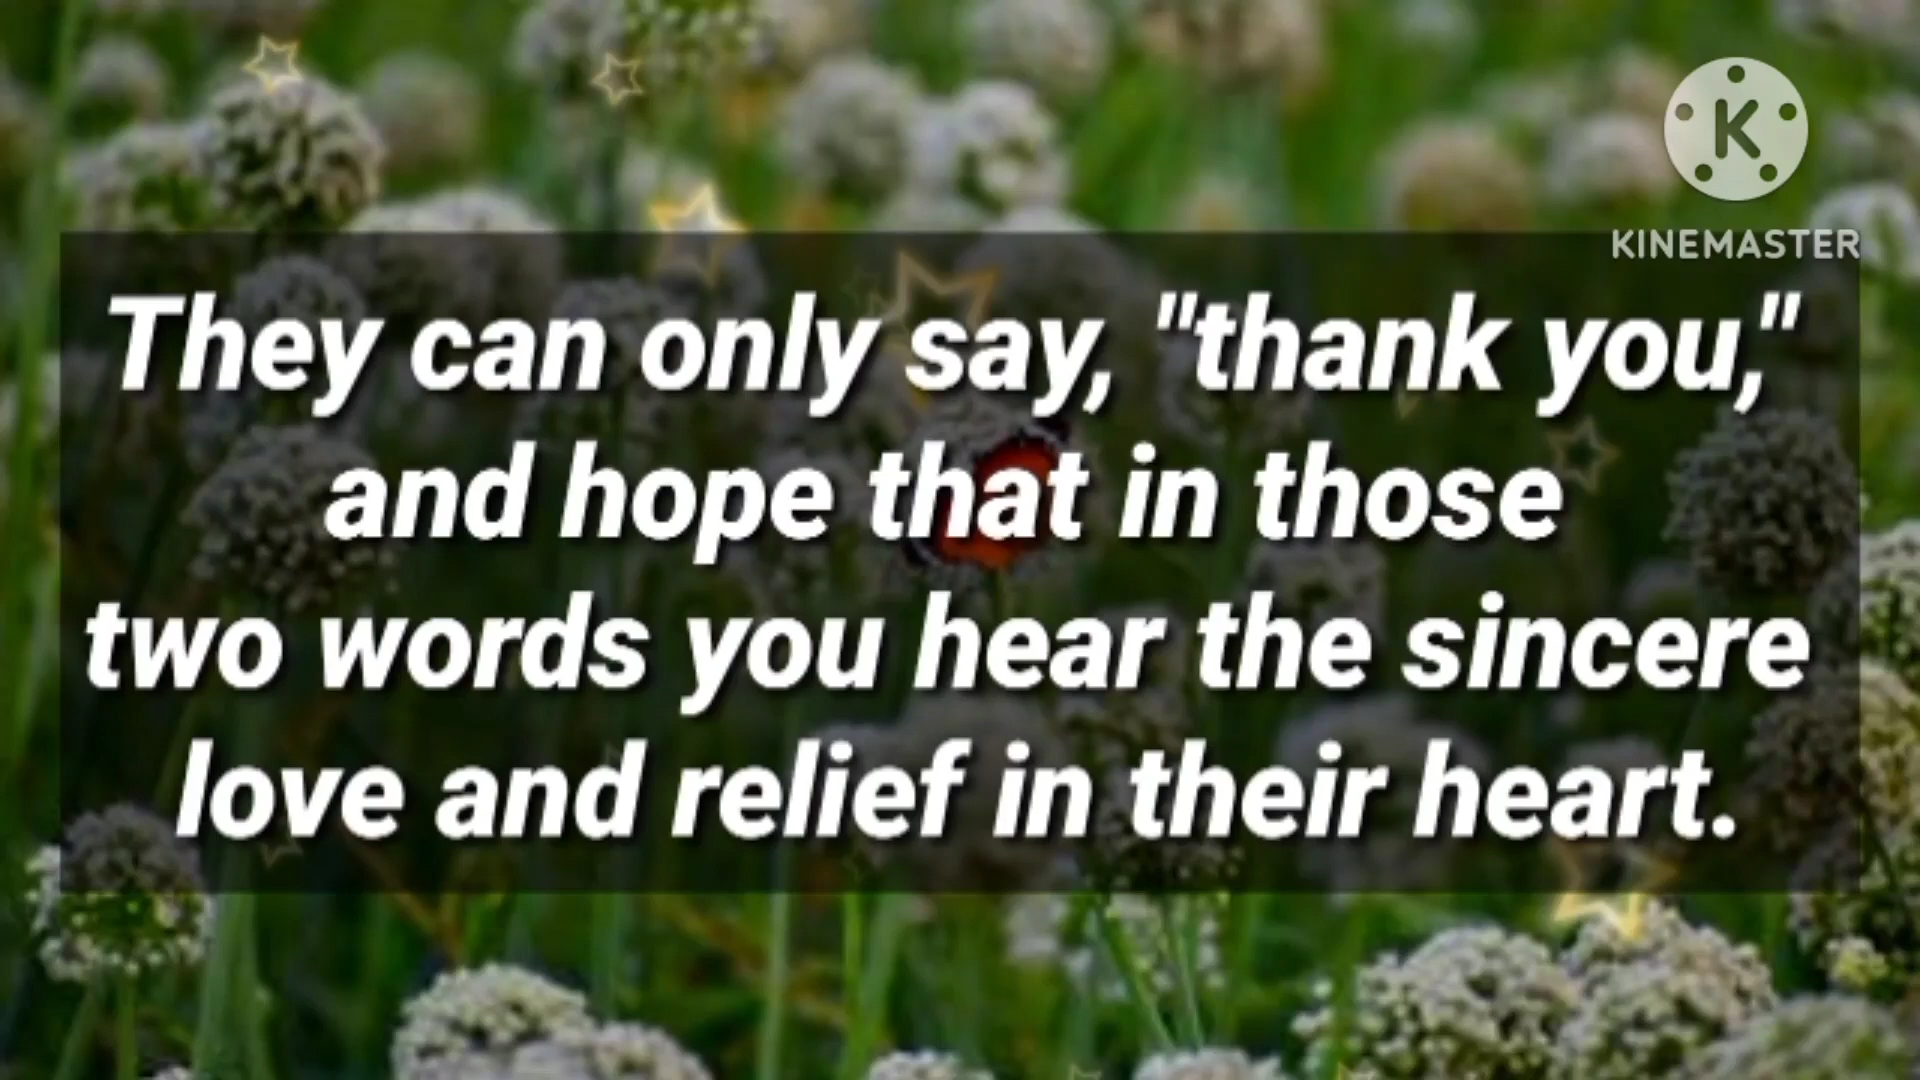 K
KINEMASTER
They can only say, "thank you,"
and hope that in those
two words you hear the sincere
love and relief in their heart.